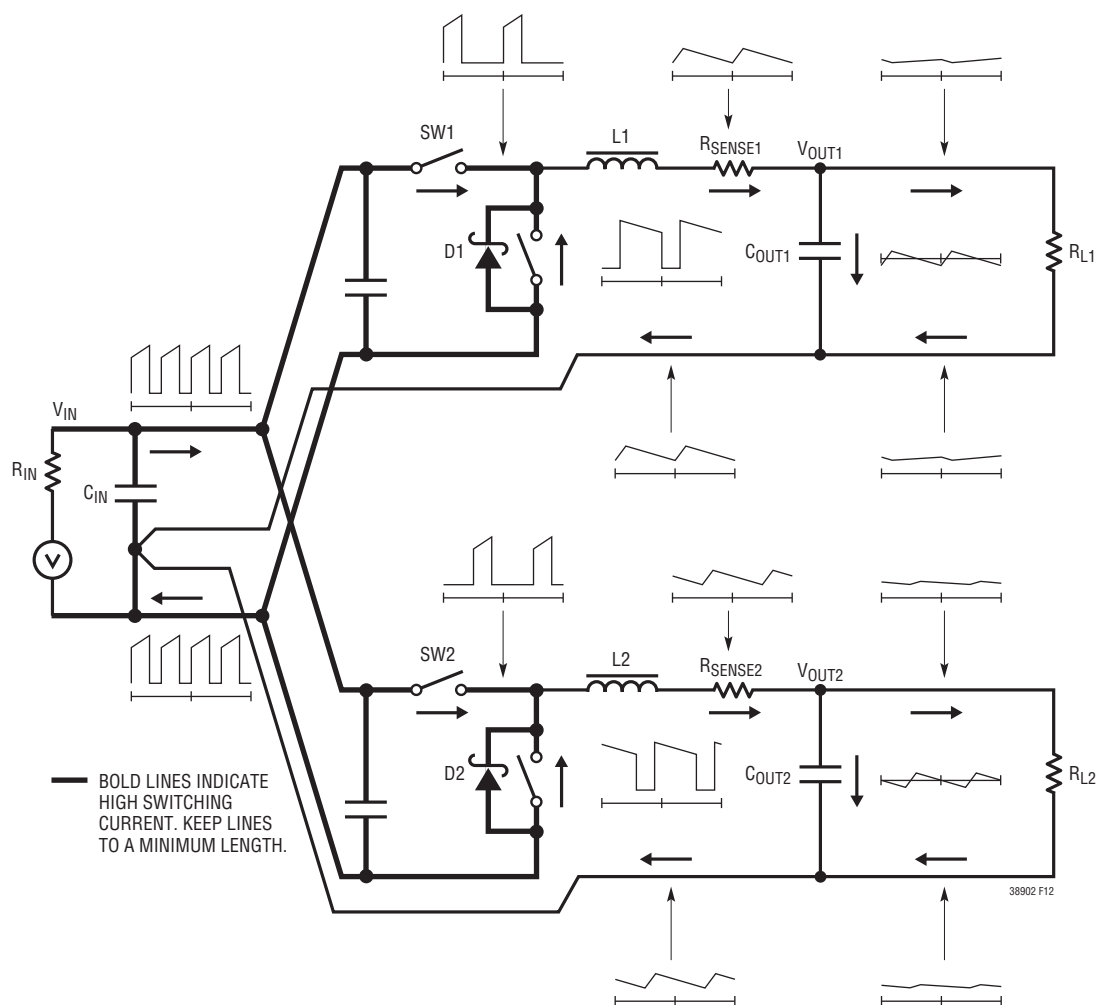 SW1
L1
RSENSE1
VOUT1
D1
COUT1
RL1
VIN
RIN
CIN
V
SW2
L2
RSENSE2
VOUT2
D2
COUT2
RL2
BOLD LINES INDICATE
HIGH SWITCHING
CURRENT. KEEP LINES
TO A MINIMUM LENGTH.
38902 F12